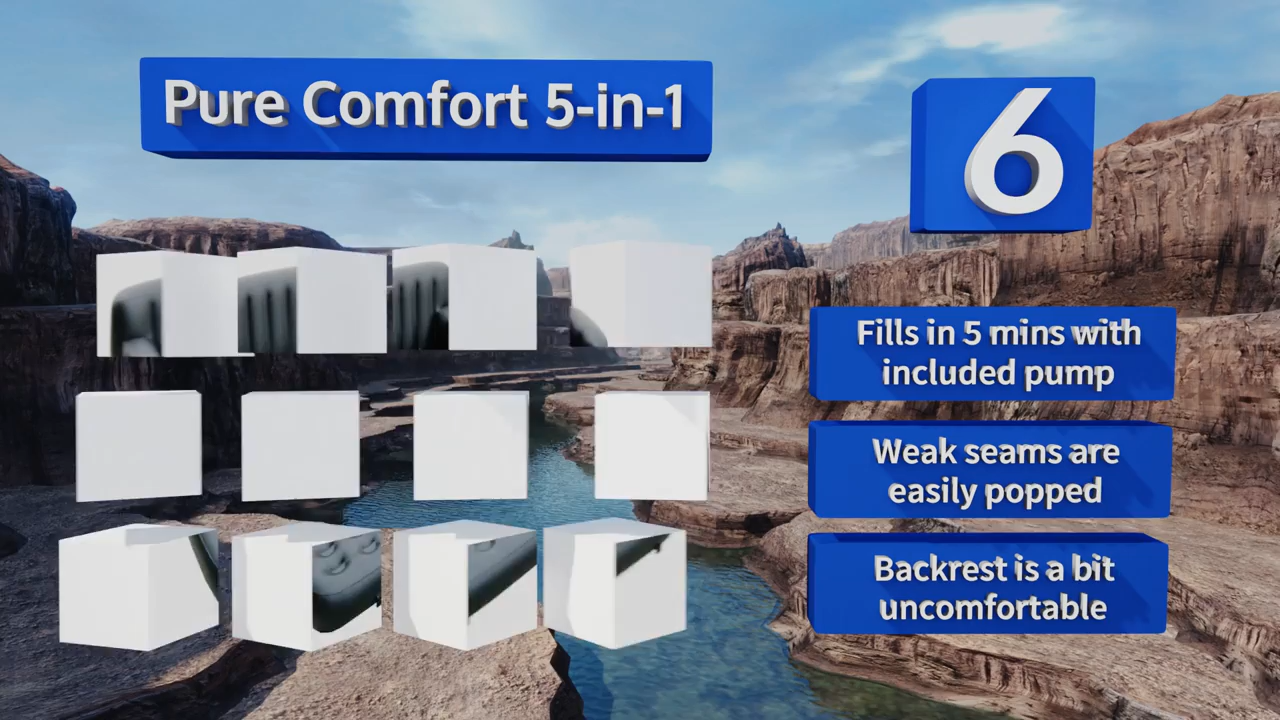 Pure Comfort 5-in-1
6
Fills in 5 mins with
included pump
Weak seams are
easily popped
Backrest is a bit
uncomfortable